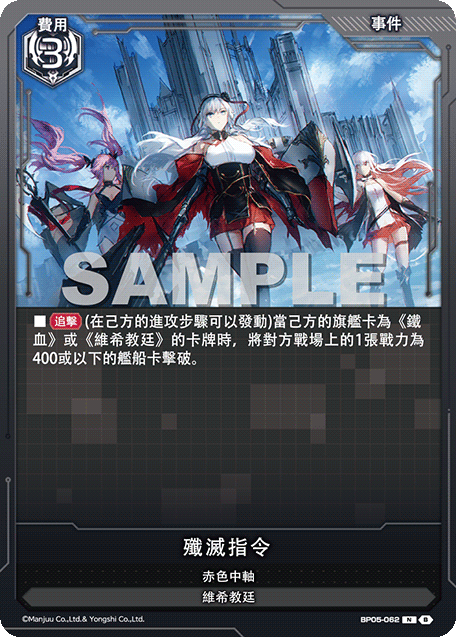 費用
事件
3
SAMPLE
■ 追擊 (在己方的進攻步驟可以發動)當己方的旗艦卡為《鐵
血》或《維希教廷》的卡牌時，將對方戰場上的1張戰力為
400或以下的艦船卡擊破。
殲滅指令
赤色中軸
維希教廷
©Manjuu Co.,Ltd.& Yongshi Co.,Ltd.
BP05-062 N B